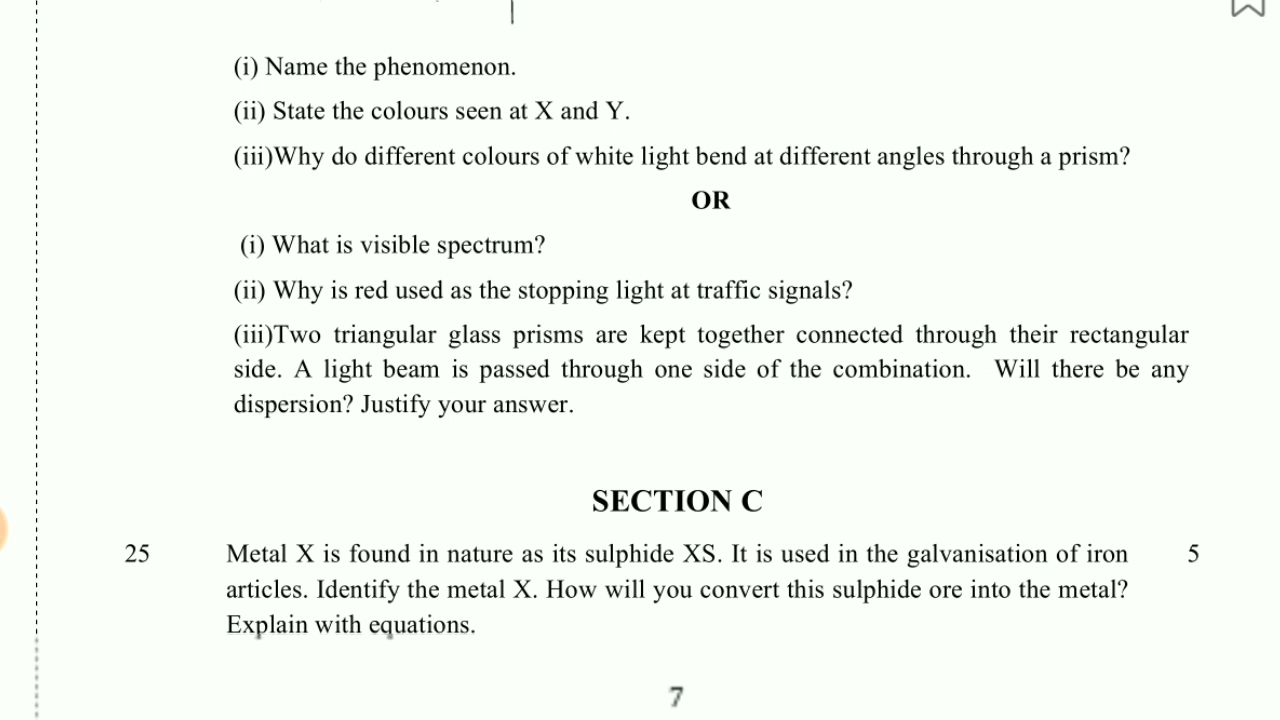 (i) Name the phenomenon.
(ii) State the colours seen at X and Y.
(iii)Why do different colours of white light bend at different angles through a prism?
OR
(i) What is visible spectrum?
(ii) Why is red used as the stopping light at traffic signals?
(iii)Two triangular glass prisms are kept together connected through their rectangular
side. A light beam is passed through one side of the combination. Will there be any
dispersion? Justify your answer.
SECTION C
25 Metal X is found in nature as its sulphide XS. It is used in the galvanisation of iron 5
articles. Identify the metal X. How will you convert this sulphide ore into the metal?
Explain with equations.
7